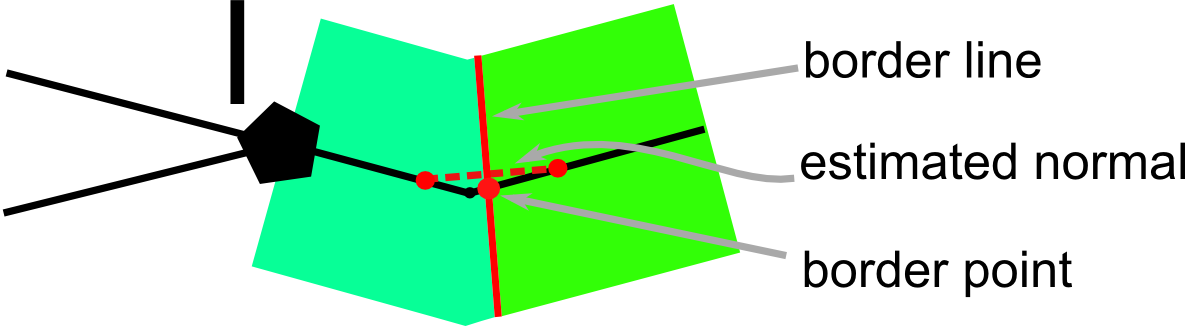 border line
estimated normal
border point